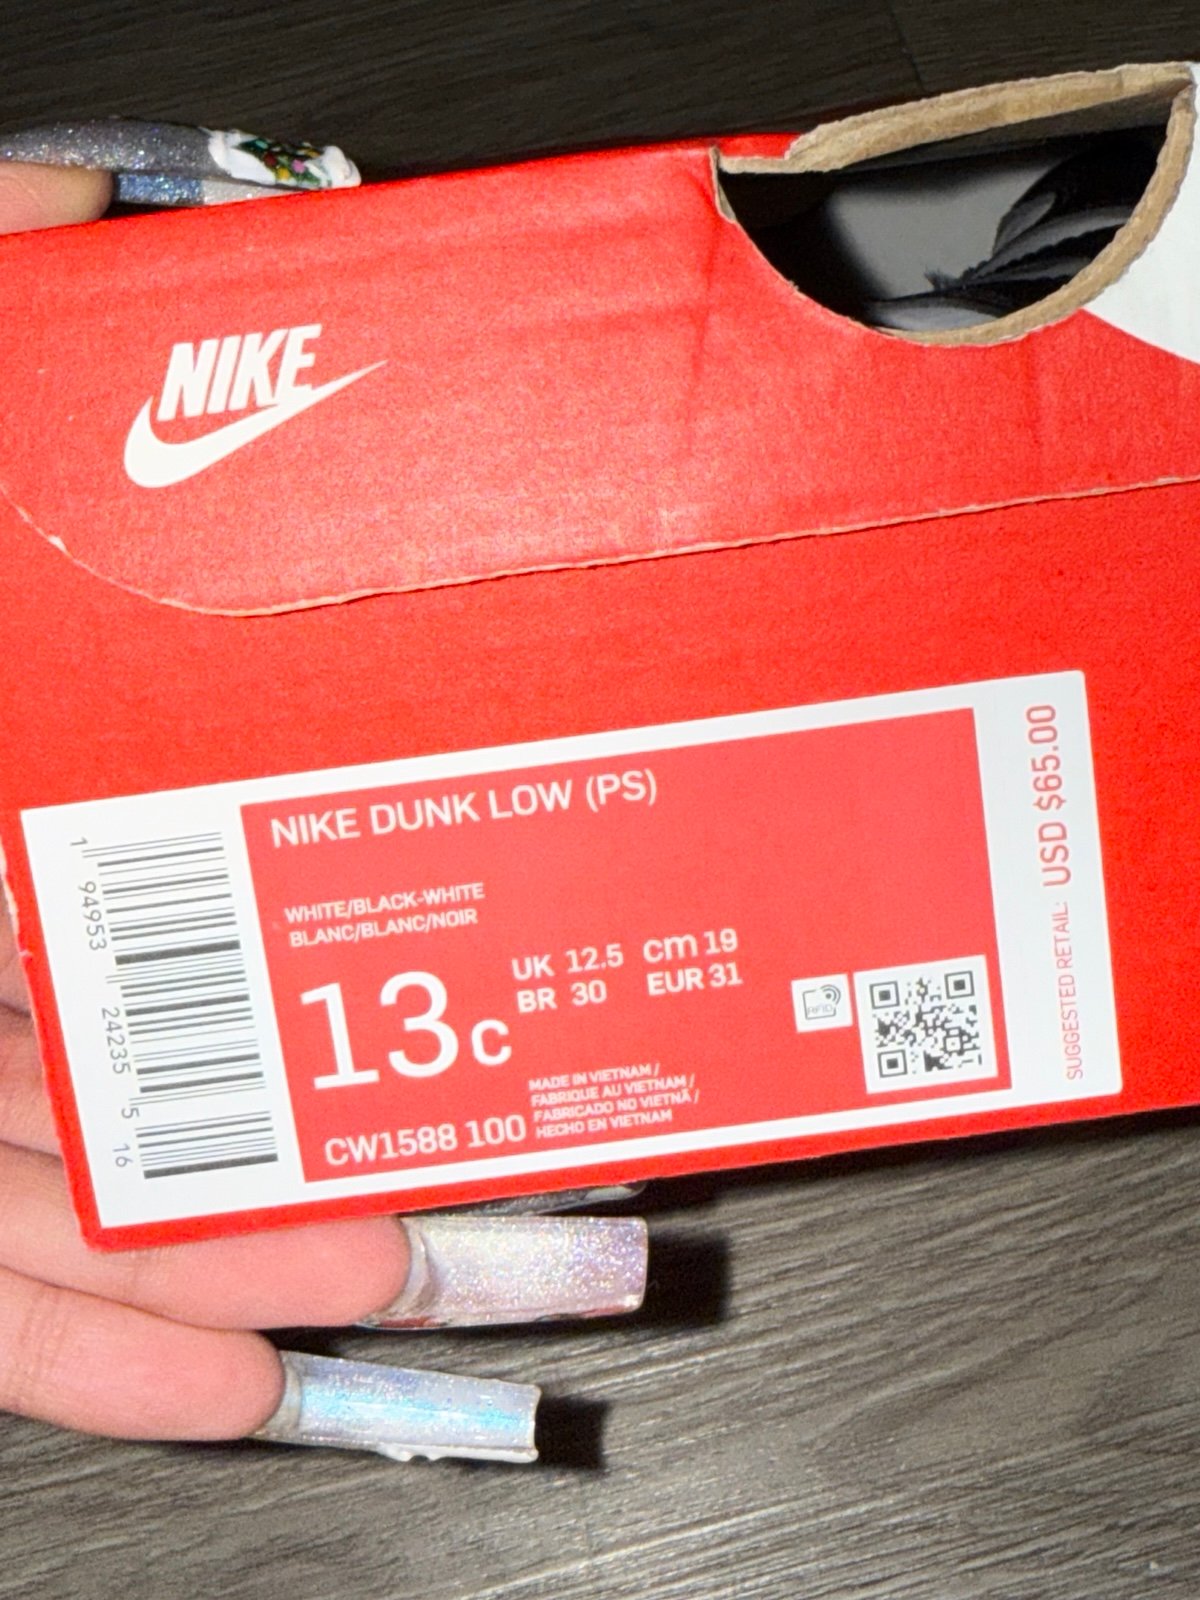 NIKE
NIKE DUNK LOW (PS)
WHITE/BLACK-WHITE
BLANC/BLANC/NOIR
13C
UK 12.5 cm 19
BR 30 EUR 31
RFID
MADE IN VIETNAM /
FABRIQUE AU VIETNAM /
FABRICADO NO VIETNÃ /
HECHO EN VIETNAM
CW1588 100
1 94953 24235 5 16
SUGGESTED RETAIL: USD $65.00